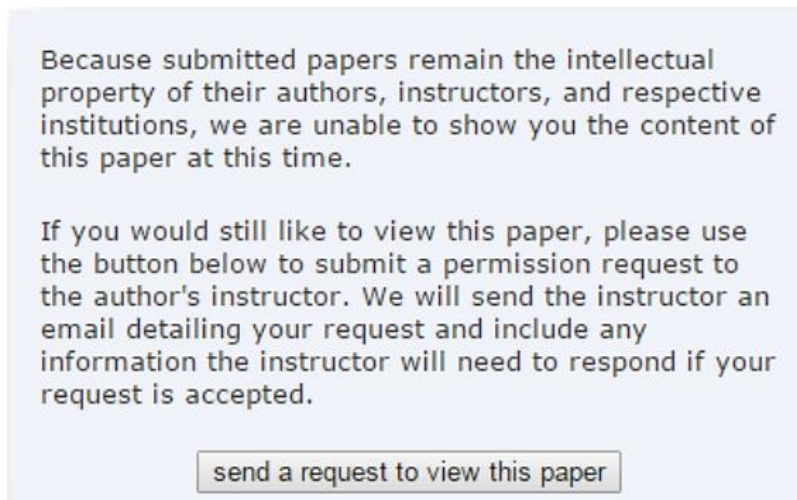 Because submitted papers remain the intellectual
property of their authors, instructors, and respective
institutions, we are unable to show you the content of
this paper at this time.
If you would still like to view this paper, please use
the button below to submit a permission request to
the author's instructor. We will send the instructor an
email detailing your request and include any
information the instructor will need to respond if your
request is accepted.
send a request to view this paper